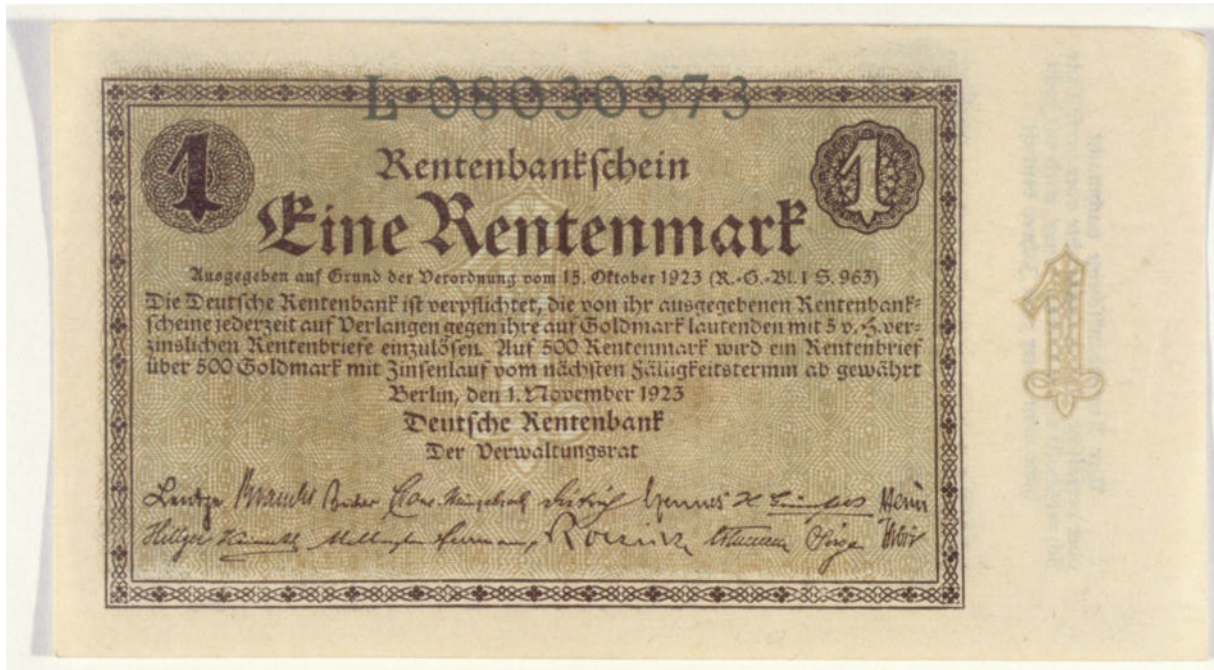 L·08030373
1 1
Rentenbankschein
Eine Rentenmark
Ausgegeben auf Grund der Verordnung vom 15. Oktober 1923 (R.-G.-Bl. I S. 963)
Die Deutsche Rentenbank ist verpflichtet, die von ihr ausgegebenen Rentenbank-
scheine jederzeit auf Verlangen gegen ihre auf Goldmark lautenden mit 5 v. H. ver-
zinslichen Rentenbriefe einzulösen. Auf 500 Rentenmark wird ein Rentenbrief
über 500 Goldmark mit Zinsenlauf vom nächsten Fälligkeitstermin ab gewährt
Berlin, den 1. November 1923
Deutsche Rentenbank
Der Verwaltungsrat
Lentze
Hillger
1